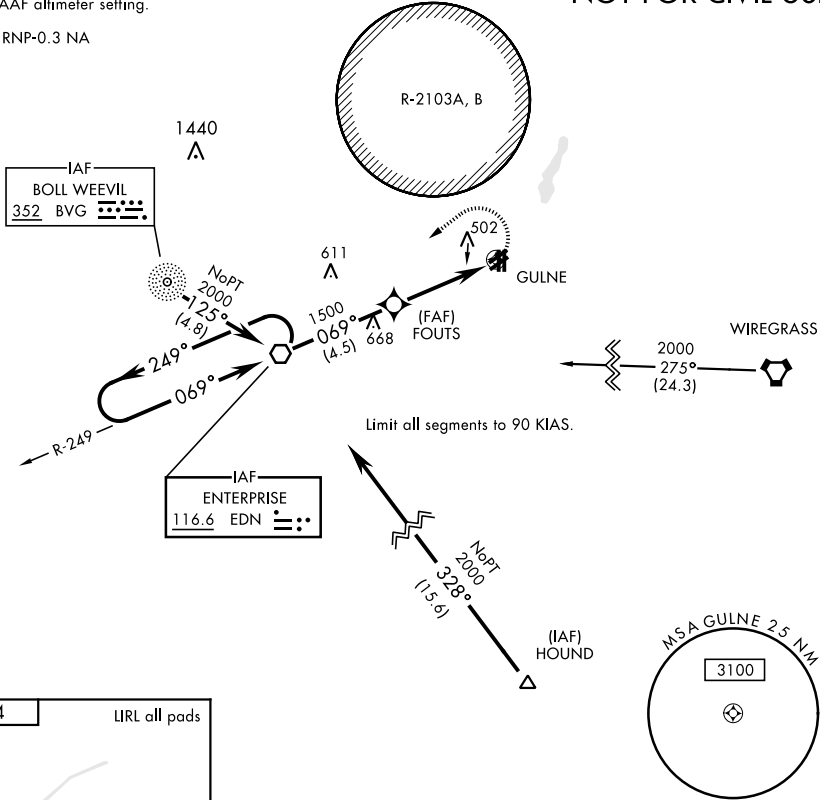 AAF altimeter setting.
RNP-0.3 NA
R-2103A, B
1440
IAF
BOLL WEEVIL
352 BVG
502
611
GULNE
NoPT
2000
125°
(4.8)
1500
069°
(4.5)
668
(FAF)
FOUTS
WIREGRASS
2000
275°
(24.3)
249°
069°
R-249
Limit all segments to 90 KIAS.
IAF
ENTERPRISE
116.6 EDN
NoPT
2000
328°
(15.6)
(IAF)
HOUND
MSA GULNE 25 NM
3100
LIRL all pads